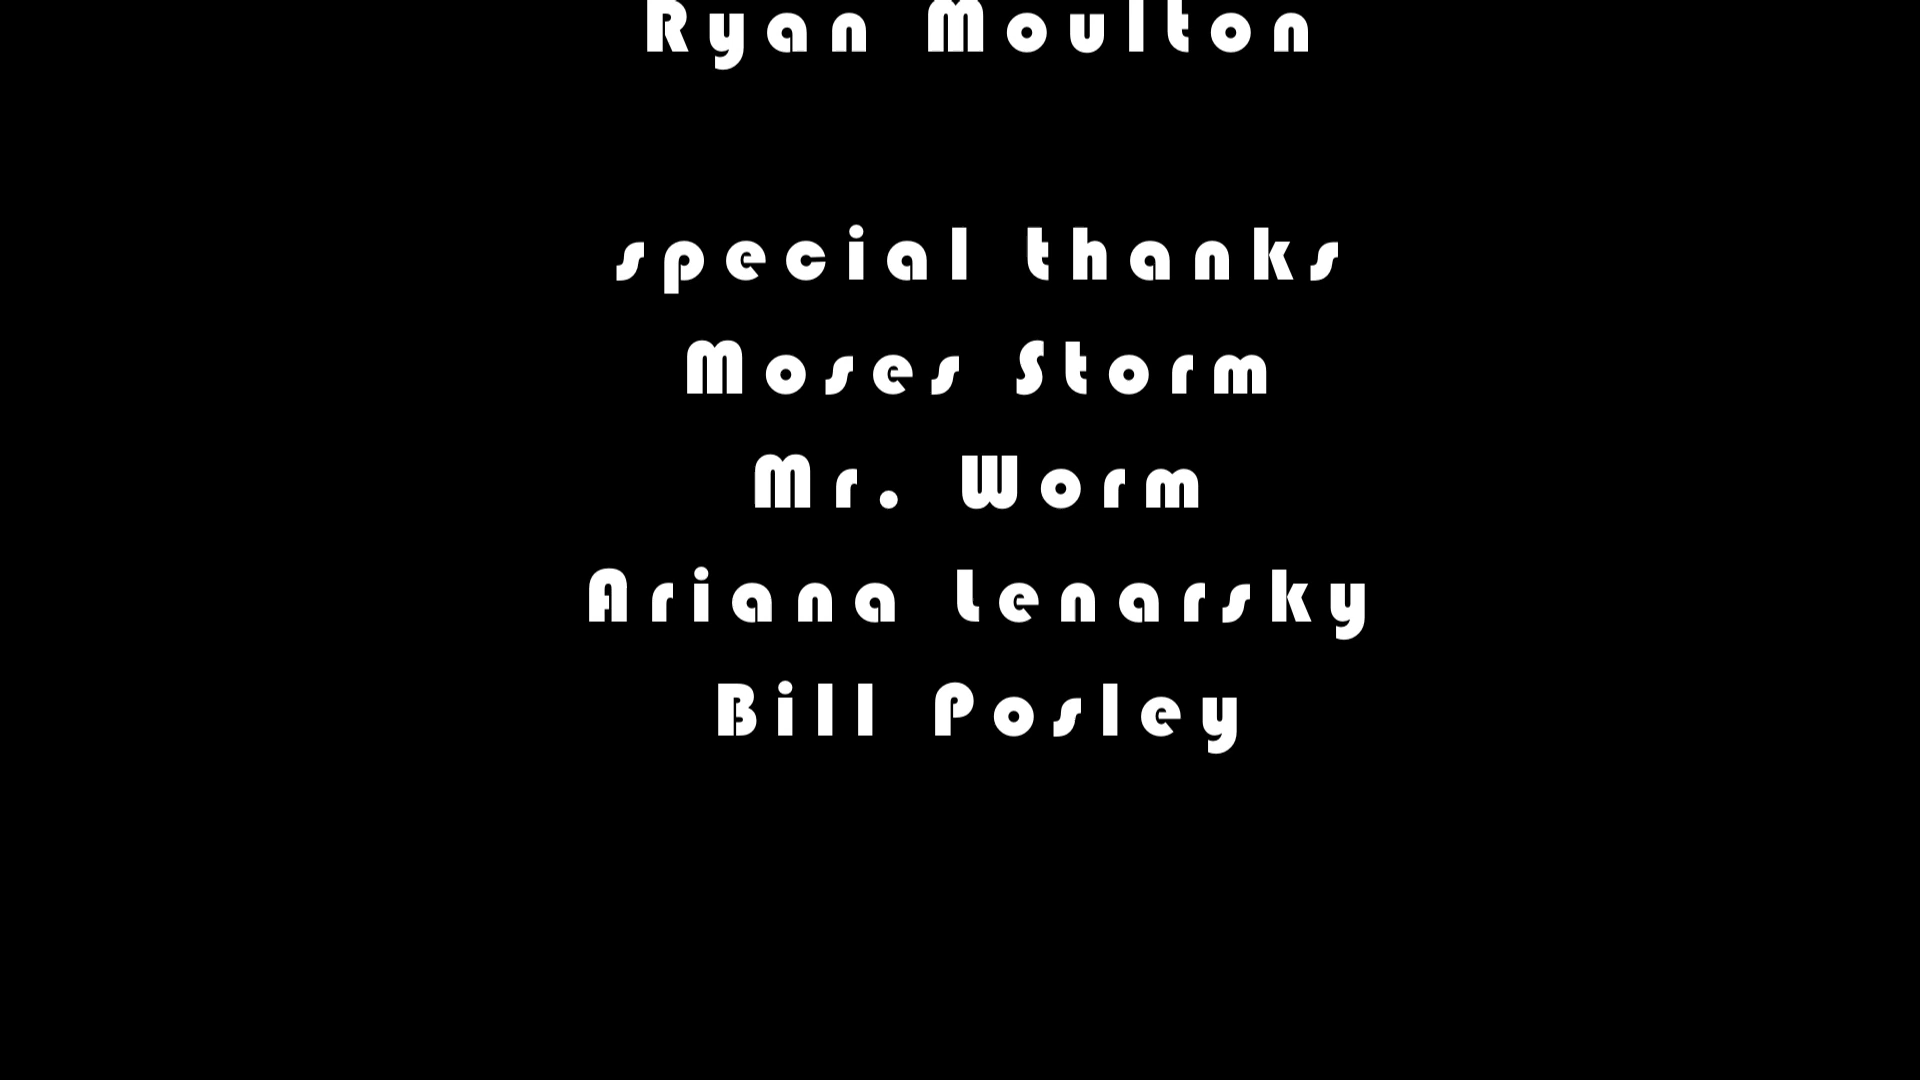 Ryan Moulton
special thanks
Moses Storm
Mr. Worm
Ariana Lenarsky
Bill Posley